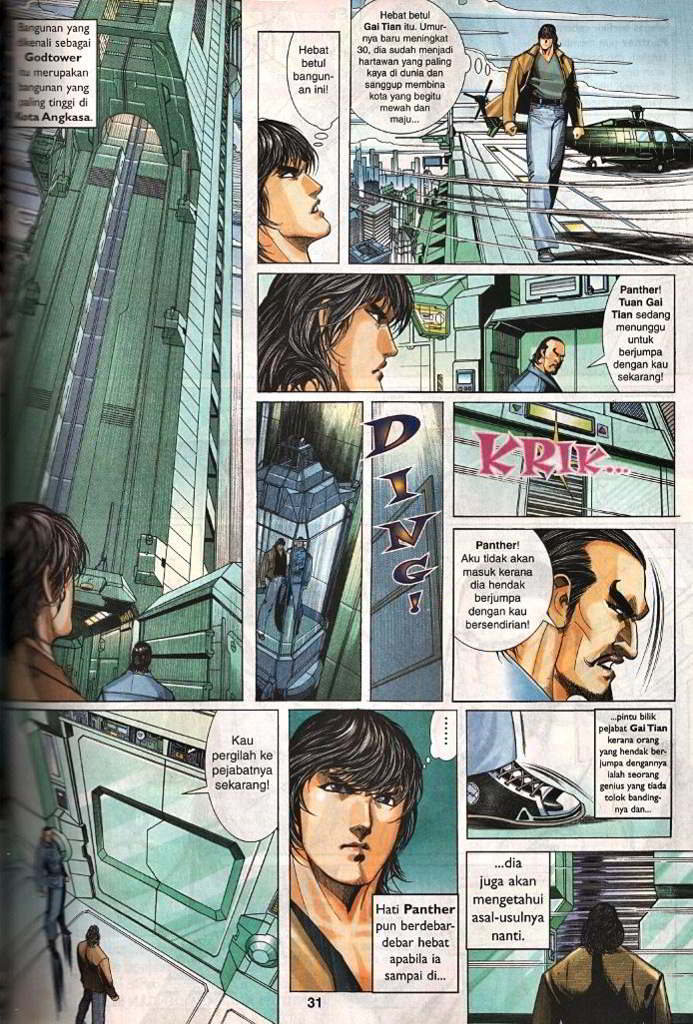 Bangunan yang
dikenali sebagai
Godtower
itu merupakan
bangunan yang
paling tinggi di
Kota Angkasa.
Hebat
betul
bangun-
an ini!
Hebat betul
Gai Tian itu. Umur-
nya baru meningkat
30, dia sudah menjadi
hartawan yang paling
kaya di dunia dan
sanggup membina
kota yang begitu
mewah dan
maju...
Panther!
Tuan Gai
Tian sedang
menunggu
untuk
berjumpa
dengan kau
sekarang!
DING!
KRIK...
Panther!
Aku tidak akan
masuk kerana
dia hendak
berjumpa
dengan kau
bersendirian!
Kau
pergilah ke
pejabatnya
sekarang!
......
Hati Panther
pun berdebar-
debar hebat
apabila ia
sampai di...
...pintu bilik
pejabat Gai Tian
kerana orang
yang hendak ber-
jumpa dengannya
ialah seorang
genius yang tiada
tolok banding-
nya dan...
...dia
juga akan
mengetahui
asal-usulnya
nanti.
31